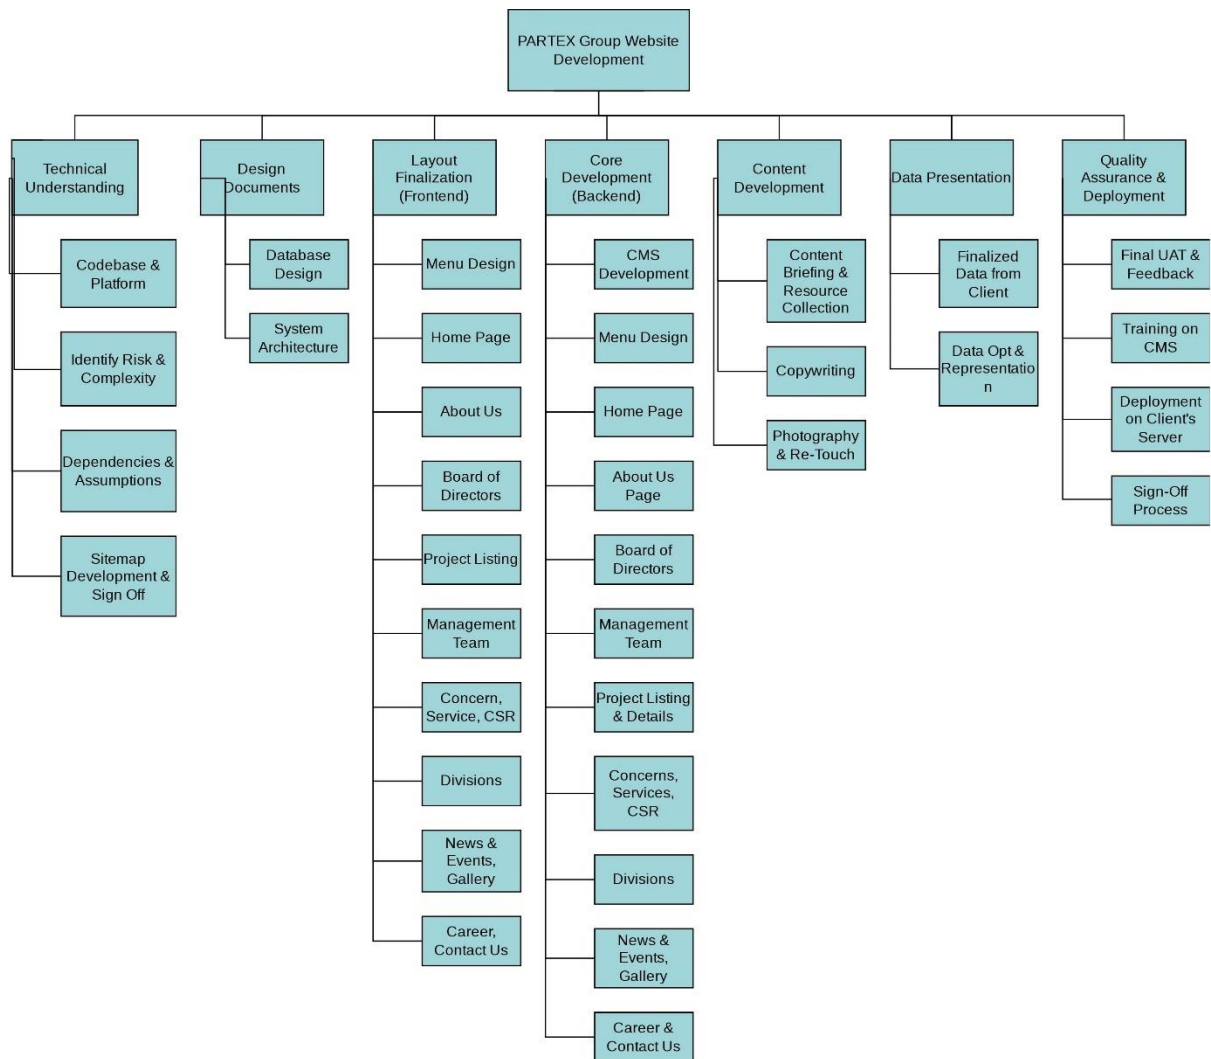 PARTEX Group Website
Development
Technical
Understanding
Codebase &
Platform
Identify Risk &
Complexity
Dependencies &
Assumptions
Sitemap
Development &
Sign Off
Design
Documents
Database
Design
System
Architecture
Layout
Finalization
(Frontend)
Menu Design
Home Page
About Us
Board of
Directors
Project Listing
Management
Team
Concern,
Service, CSR
Divisions
News &
Events,
Gallery
Career,
Contact Us
Core
Development
(Backend)
CMS
Development
Menu Design
Home Page
About Us
Page
Board of
Directors
Management
Team
Project Listing
& Details
Concerns,
Services,
CSR
Divisions
News &
Events,
Gallery
Career &
Contact Us
Content
Development
Content
Briefing &
Resource
Collection
Copywriting
Photography
& Re-Touch
Data Presentation
Finalized
Data from
Client
Data Opt &
Representatio
n
Quality
Assurance &
Deployment
Final UAT &
Feedback
Training on
CMS
Deployment
on Client's
Server
Sign-Off
Process